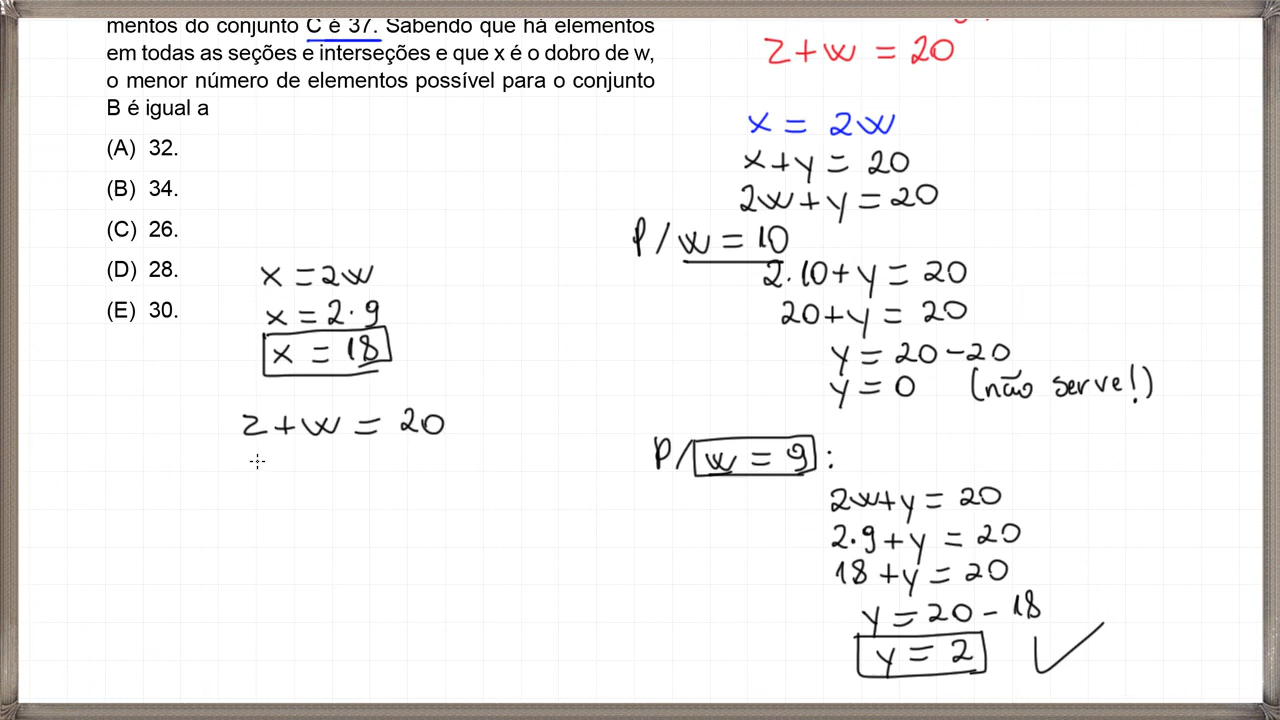 mentos do conjunto C é 37. Sabendo que há elementos
em todas as seções e interseções e que x é o dobro de w,
o menor número de elementos possível para o conjunto
B é igual a
(A) 32.
(B) 34.
(C) 26.
(D) 28.
(E) 30.
x = 2w
x = 2.9
x = 18
z + w = 20
z + w = 20
x = 2w
x + y = 20
2w + y = 20
P/ w = 10
2.10 + y = 20
20 + y = 20
y = 20 - 20
y = 0 (não serve!)
P/ w = 9 :
2w + y = 20
2.9 + y = 20
18 + y = 20
y = 20 - 18
y = 2